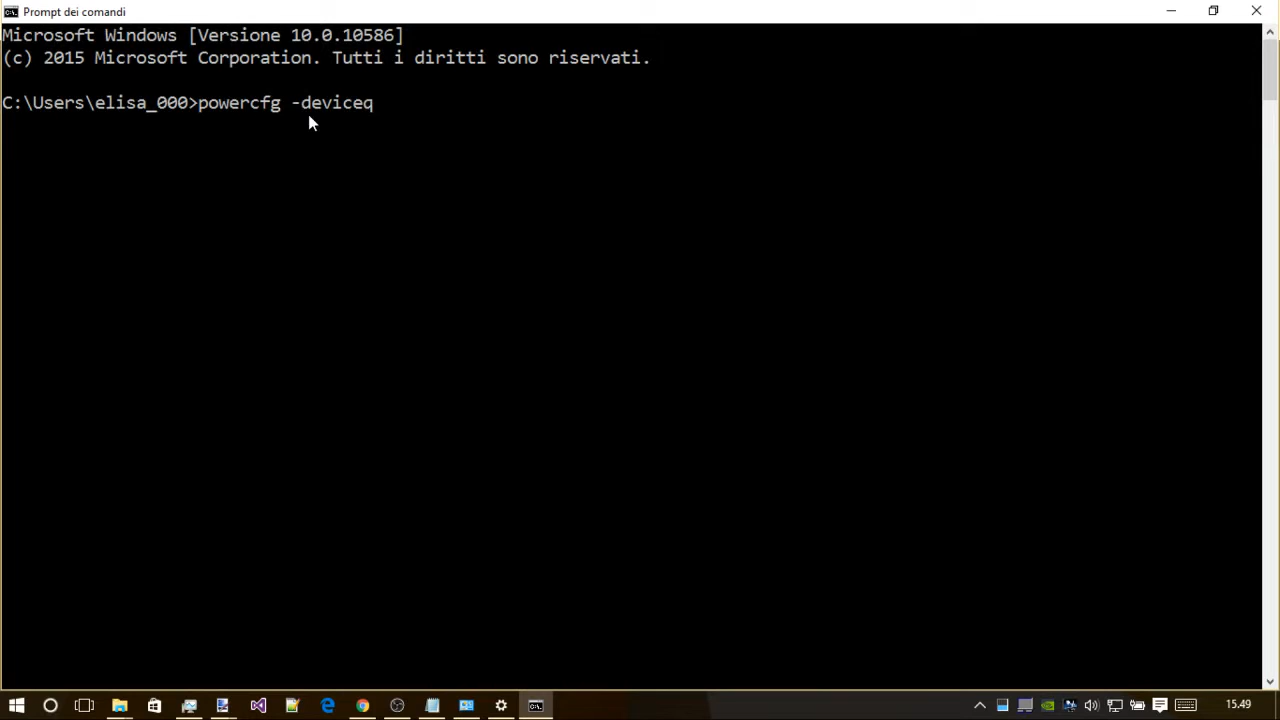 Prompt dei comandi
Microsoft Windows [Versione 10.0.10586]
(c) 2015 Microsoft Corporation. Tutti i diritti sono riservati.
C:\Users\elisa_000>powercfg -deviceq
15.49